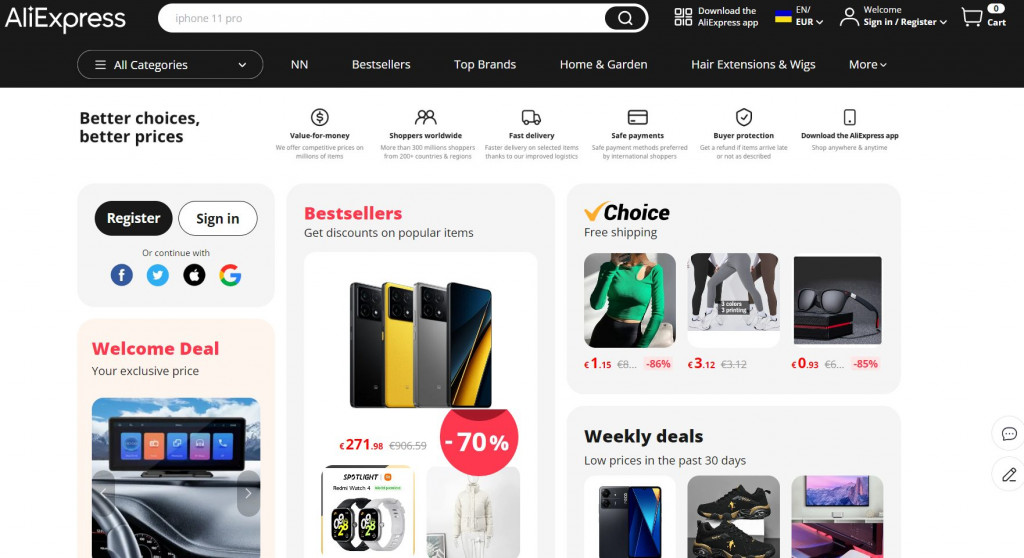 AliExpress
iphone 11 pro
Download the
AliExpress app
EN/
EUR
Welcome
Sign in / Register
0
Cart
All Categories
NN
Bestsellers
Top Brands
Home & Garden
Hair Extensions & Wigs
More
Better choices,
better prices
Value-for-money
We offer competitive prices on
millions of items
Shoppers worldwide
More than 300 millions shoppers
from 200+ countries & regions
Fast delivery
Faster delivery on selected items
thanks to our improved logistics
Safe payments
Safe payment methods preferred
by international shoppers
Buyer protection
Get a refund if items arrive late
or not as described
Download the AliExpress app
Shop anywhere & anytime
Register
Sign in
Or continue with
Welcome Deal
Your exclusive price
Bestsellers
Get discounts on popular items
€271.98 €906.59
-70%
SPOTLIGHT
Redmi Watch 4
Choice
Free shipping
3 colors
3 printing
€1.15 €8... -86%
€3.12 €3.12
€0.93 €6... -85%
Weekly deals
Low prices in the past 30 days